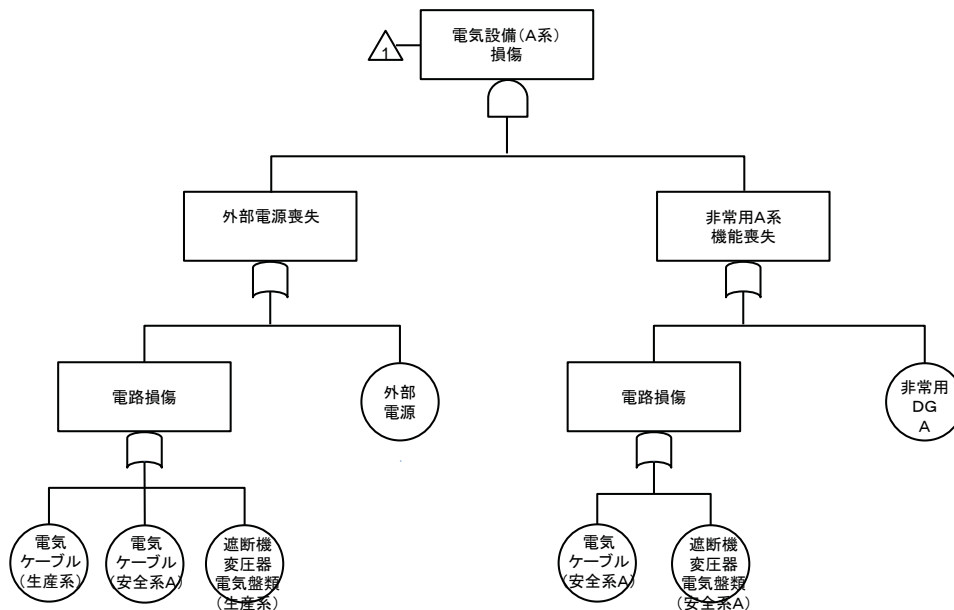 電気設備(A系)
損傷
1
外部電源喪失
非常用A系
機能喪失
電路損傷
外部
電源
電路損傷
非常用
DG
A
電気
ケーブル
(生産系)
電気
ケーブル
(安全系A)
遮断機
変圧器
電気盤類
(生産系)
電気
ケーブル
(安全系A)
遮断機
変圧器
電気盤類
(安全系A)